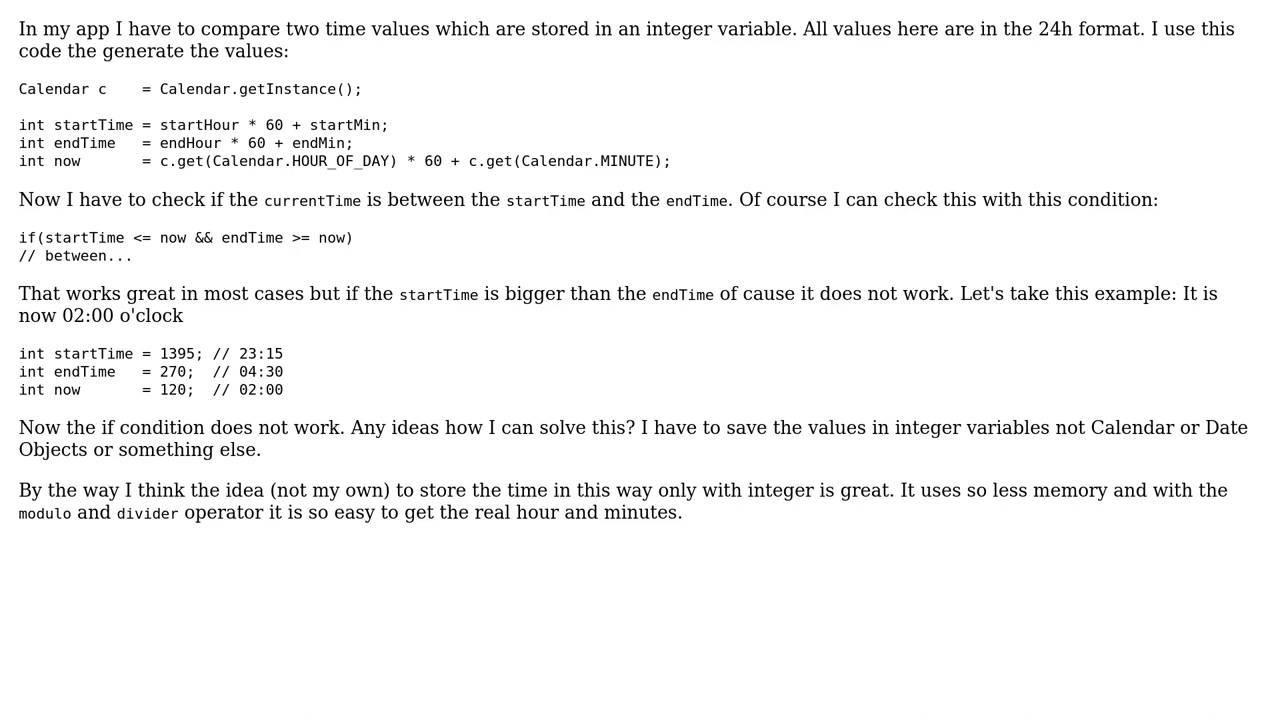 In my app I have to compare two time values which are stored in an integer variable. All values here are in the 24h format. I use this
code the generate the values:
Calendar c    = Calendar.getInstance();
int startTime = startHour * 60 + startMin;
int endTime   = endHour * 60 + endMin;
int now       = c.get(Calendar.HOUR_OF_DAY) * 60 + c.get(Calendar.MINUTE);
Now I have to check if the currentTime is between the startTime and the endTime. Of course I can check this with this condition:
if(startTime <= now && endTime >= now)
// between...
That works great in most cases but if the startTime is bigger than the endTime of cause it does not work. Let's take this example: It is
now 02:00 o'clock
int startTime = 1395; // 23:15
int endTime   = 270;  // 04:30
int now       = 120;  // 02:00
Now the if condition does not work. Any ideas how I can solve this? I have to save the values in integer variables not Calendar or Date
Objects or something else.
By the way I think the idea (not my own) to store the time in this way only with integer is great. It uses so less memory and with the
modulo and divider operator it is so easy to get the real hour and minutes.